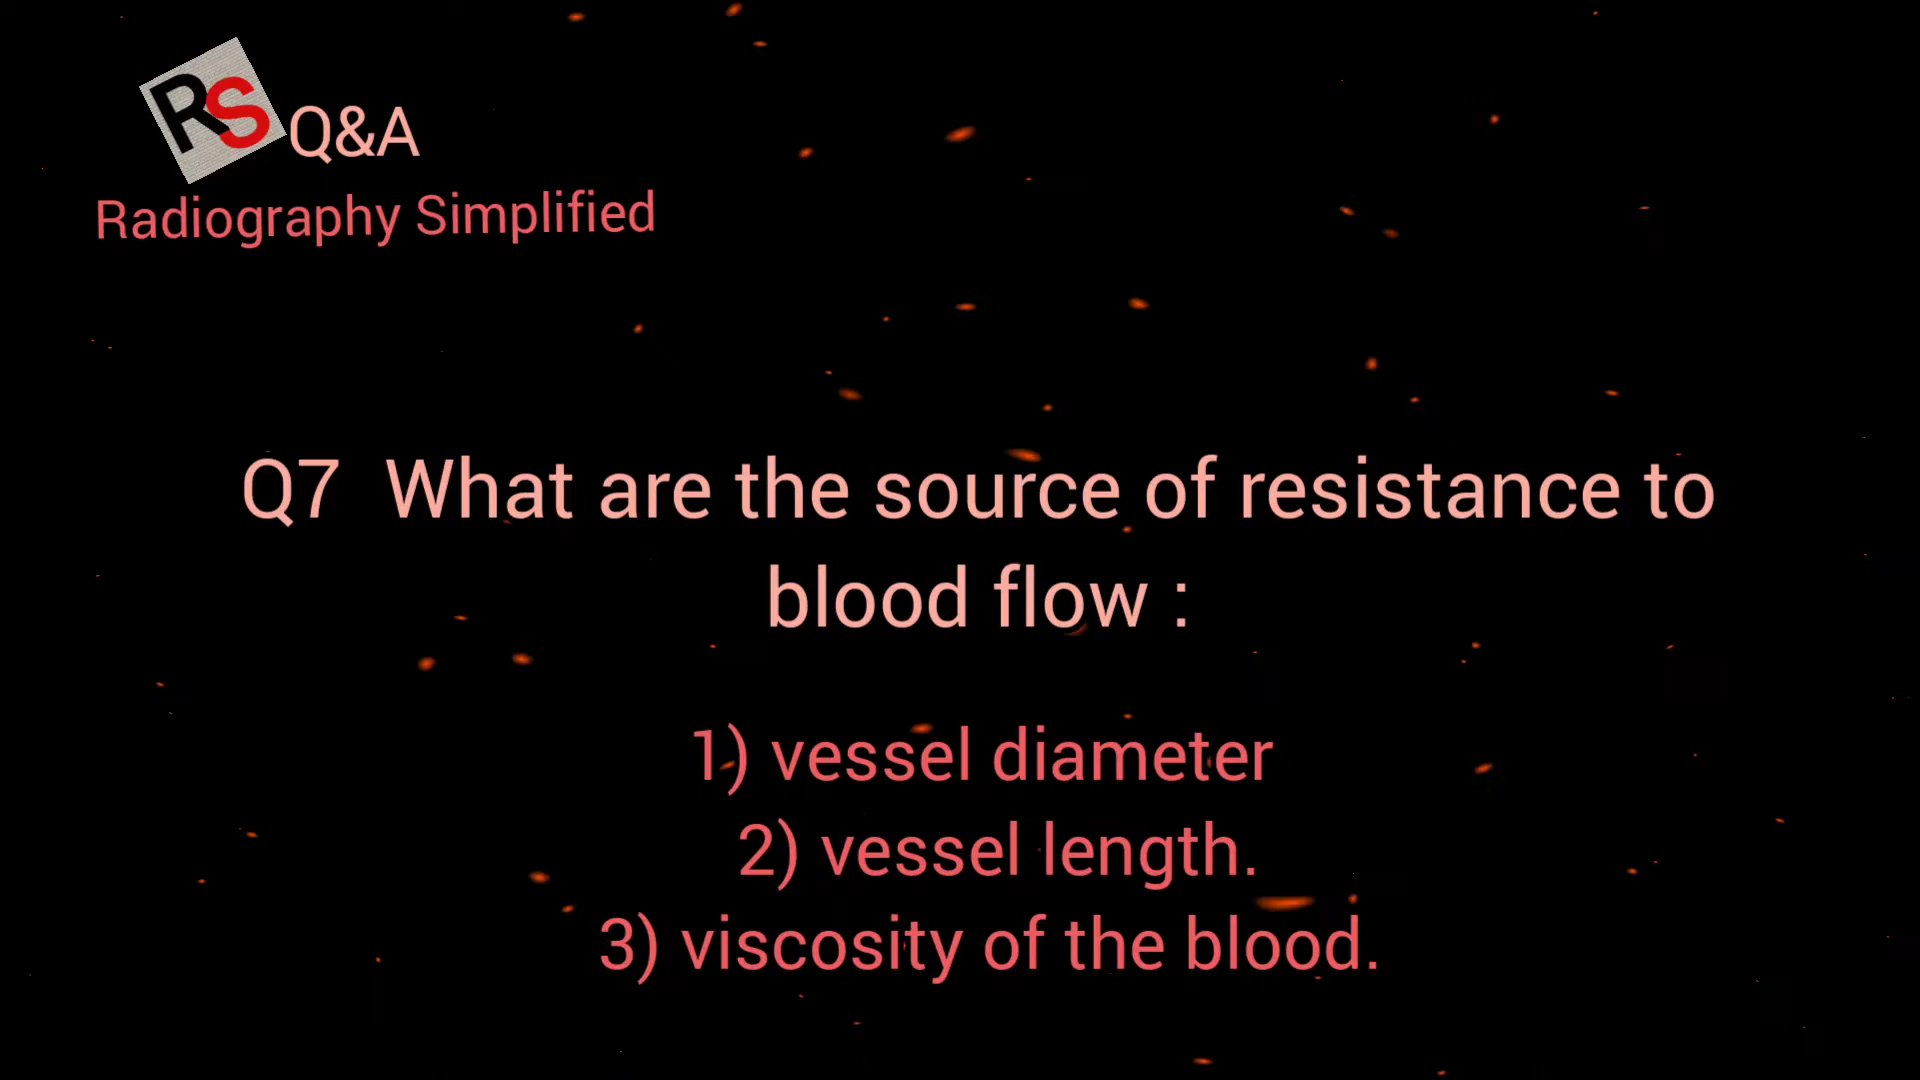 RS Q&A
Radiography Simplified
Q7 What are the source of resistance to
blood flow :
1) vessel diameter
2) vessel length.
3) viscosity of the blood.